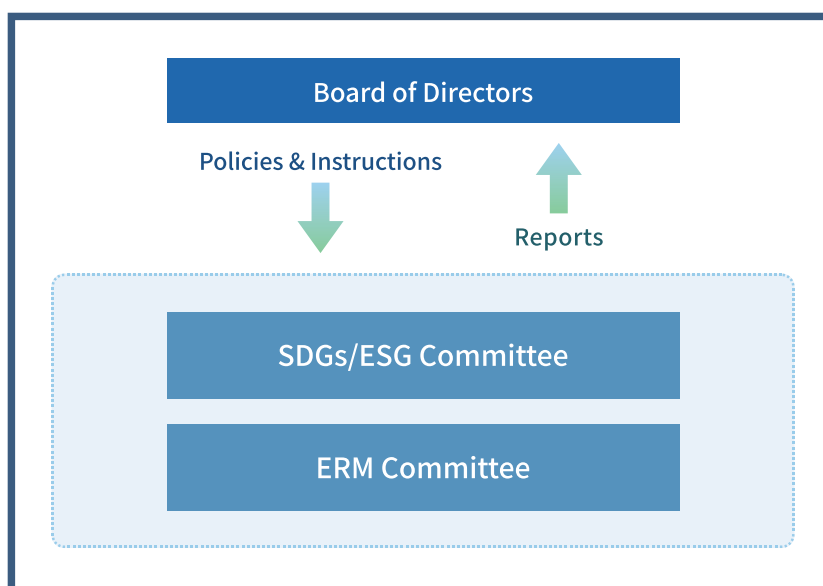 Board of Directors
Policies & Instructions
Reports
SDGs/ESG Committee
ERM Committee